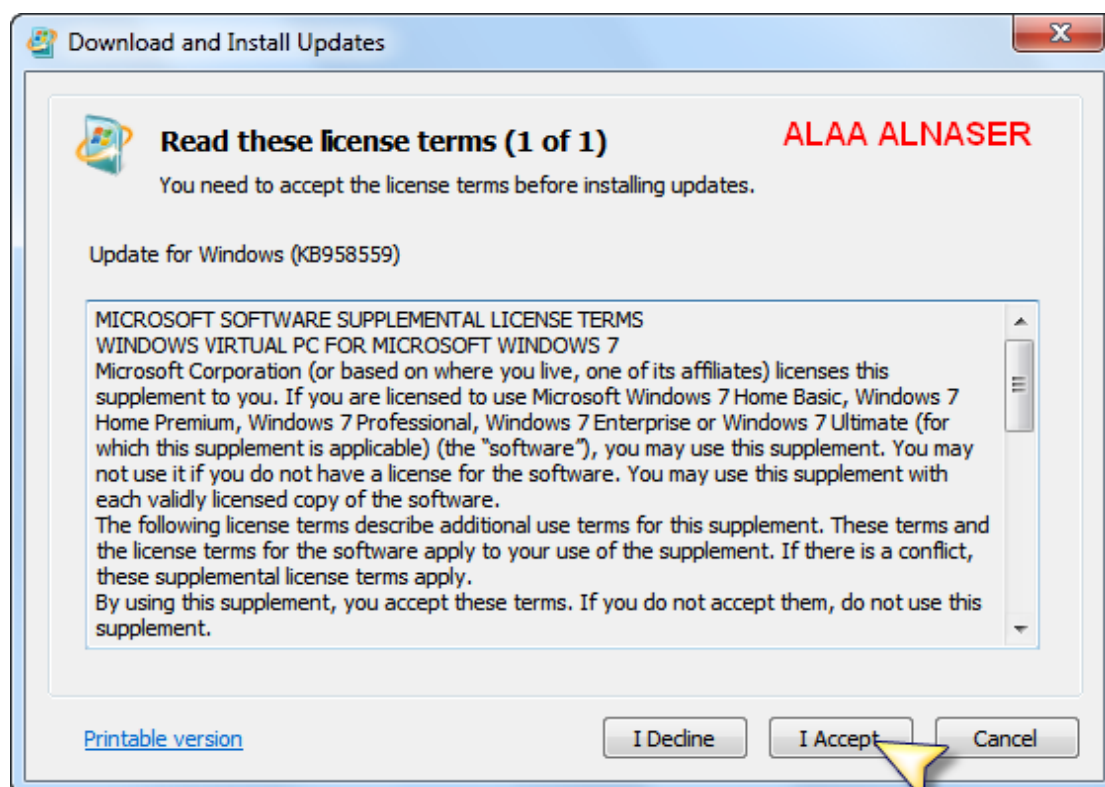 Download and Install Updates
Read these license terms (1 of 1)
ALAA ALNASER
You need to accept the license terms before installing updates.
Update for Windows (KB958559)
MICROSOFT SOFTWARE SUPPLEMENTAL LICENSE TERMS
WINDOWS VIRTUAL PC FOR MICROSOFT WINDOWS 7
Microsoft Corporation (or based on where you live, one of its affiliates) licenses this
supplement to you. If you are licensed to use Microsoft Windows 7 Home Basic, Windows 7
Home Premium, Windows 7 Professional, Windows 7 Enterprise or Windows 7 Ultimate (for
which this supplement is applicable) (the “software”), you may use this supplement. You may
not use it if you do not have a license for the software. You may use this supplement with
each validly licensed copy of the software.
The following license terms describe additional use terms for this supplement. These terms and
the license terms for the software apply to your use of the supplement. If there is a conflict,
these supplemental license terms apply.
By using this supplement, you accept these terms. If you do not accept them, do not use this
supplement.
Printable version
I Decline
I Accept
Cancel